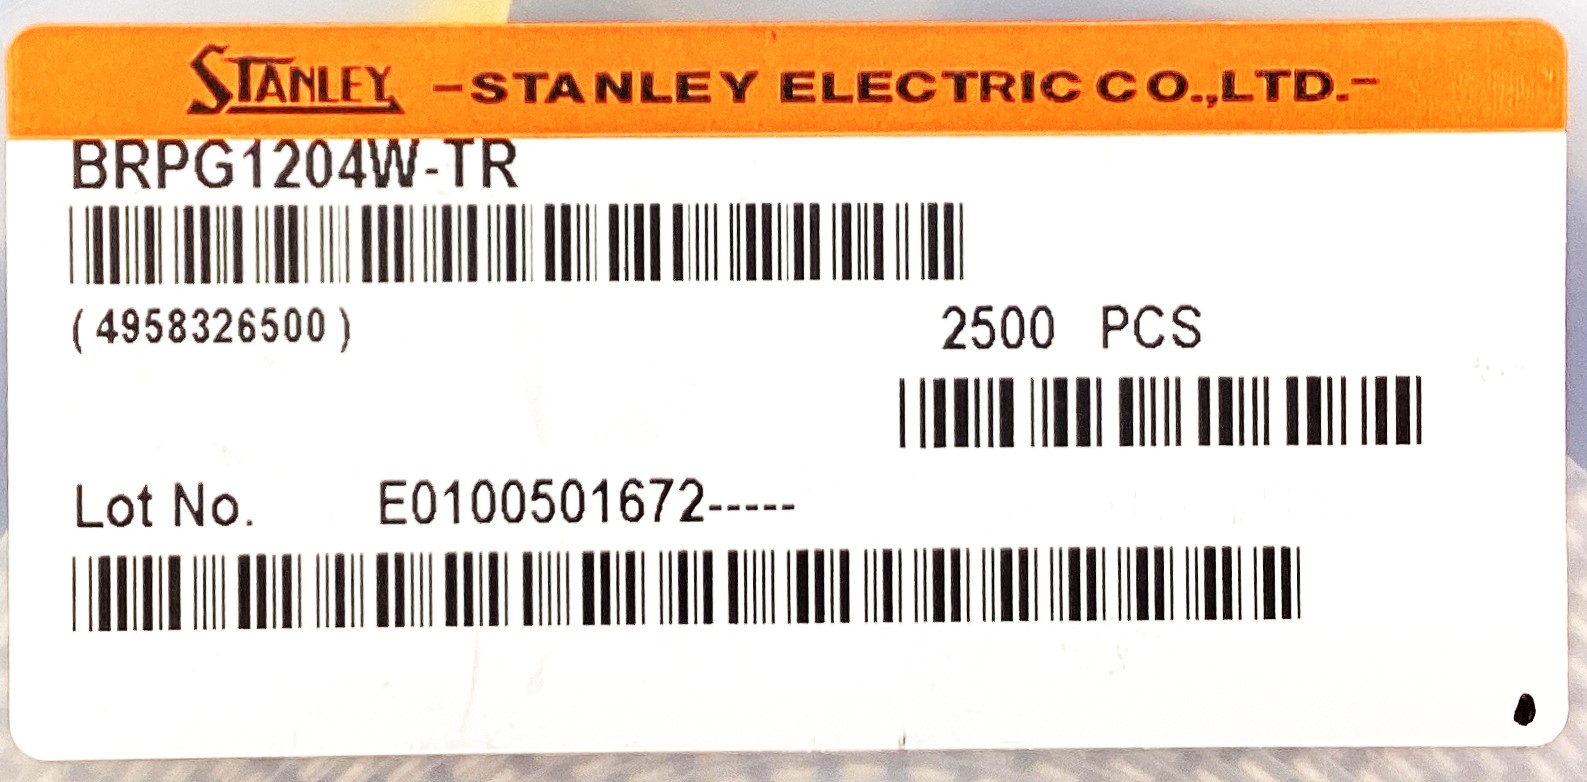 STANLEY -STANLEY ELECTRIC CO.,LTD.-
BRPG1204W-TR
( 4958326500 )
2500 PCS
Lot No. E0100501672-----